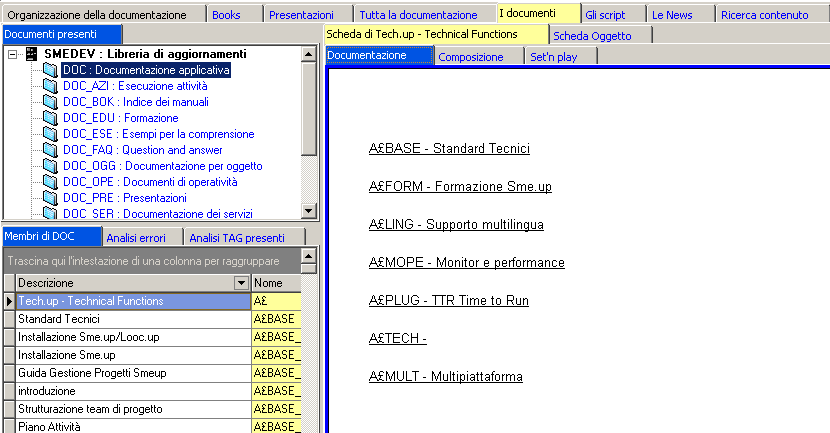 Organizzazione della documentazione
Books
Presentazioni
Tutta la documentazione
I documenti
Gli script
Le News
Ricerca contenuto
Documenti presenti
SMEDEV : Libreria di aggiornamenti
DOC : Documentazione applicativa
DOC_AZI : Esecuzione attività
DOC_BOK : Indice dei manuali
DOC_EDU : Formazione
DOC_ESE : Esempi per la comprensione
DOC_FAQ : Question and answer
DOC_OGG : Documentazione per oggetto
DOC_OPE : Documenti di operatività
DOC_PRE : Presentazioni
DOC_SER : Documentazione dei servizi
Membri di DOC
Analisi errori
Analisi TAG presenti
Trascina qui l'intestazione di una colonna per raggruppare
Descrizione Nome
Tech.up - Technical Functions A£
Standard Tecnici A£BASE_
Installazione Sme.up/Looc.up A£BASE_
Installazione Sme.up A£BASE_
Guida Gestione Progetti Smeup A£BASE_
introduzione A£BASE_
Strutturazione team di progetto A£BASE_
Piano Attività A£BASE_
Scheda di Tech.up - Technical Functions
Scheda Oggetto
Documentazione
Composizione
Set'n play
A£BASE - Standard Tecnici
A£FORM - Formazione Sme.up
A£LING - Supporto multilingua
A£MOPE - Monitor e performance
A£PLUG - TTR Time to Run
A£TECH -
A£MULT - Multipiattaforma